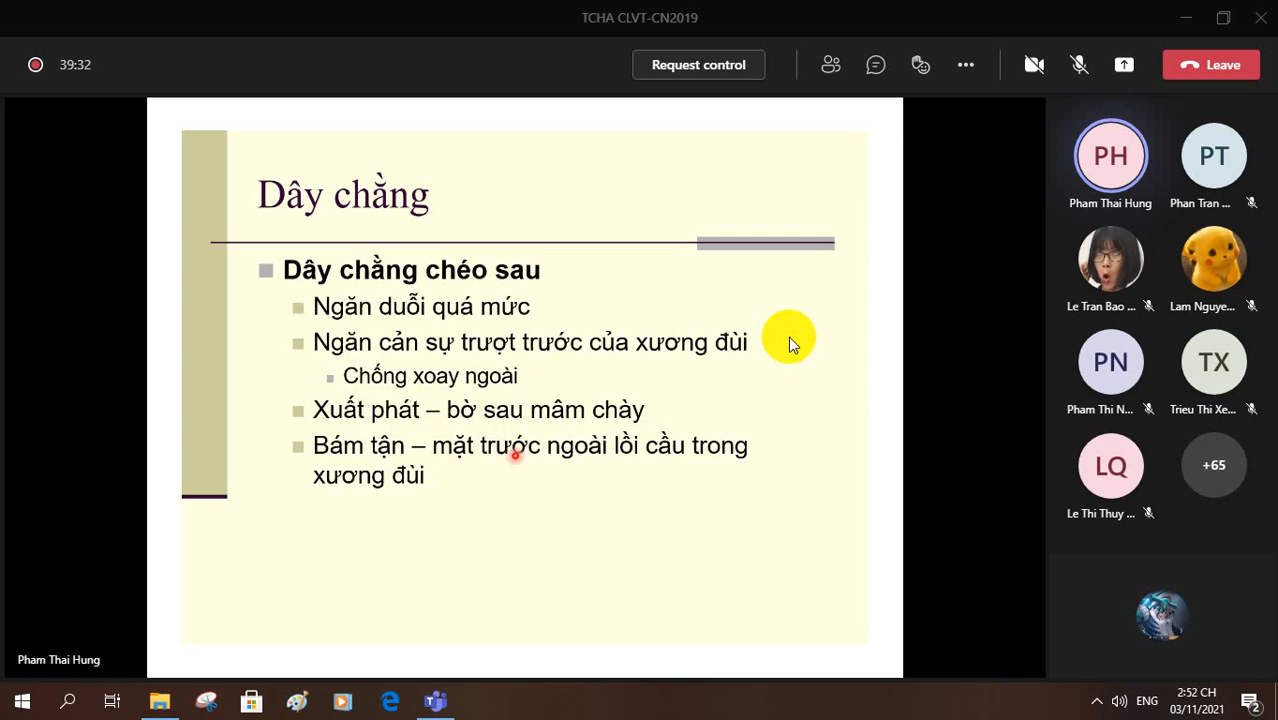 TCHA CLVT-CN2019
39:32
Request control
Leave
Dây chằng
Dây chằng chéo sau
Ngăn duỗi quá mức
Ngăn cản sự trượt trước của xương đùi
Chống xoay ngoài
Xuất phát – bờ sau mâm chày
Bám tận – mặt trước ngoài lồi cầu trong
xương đùi
PH
PT
Pham Thai Hung
Phan Tran ...
Le Tran Bao ...
Lam Nguye...
PN
TX
Pham Thi N...
Trieu Thi Xe...
LQ
+65
Le Thi Thuy ...
Pham Thai Hung
ENG
2:52 CH
03/11/2021
2